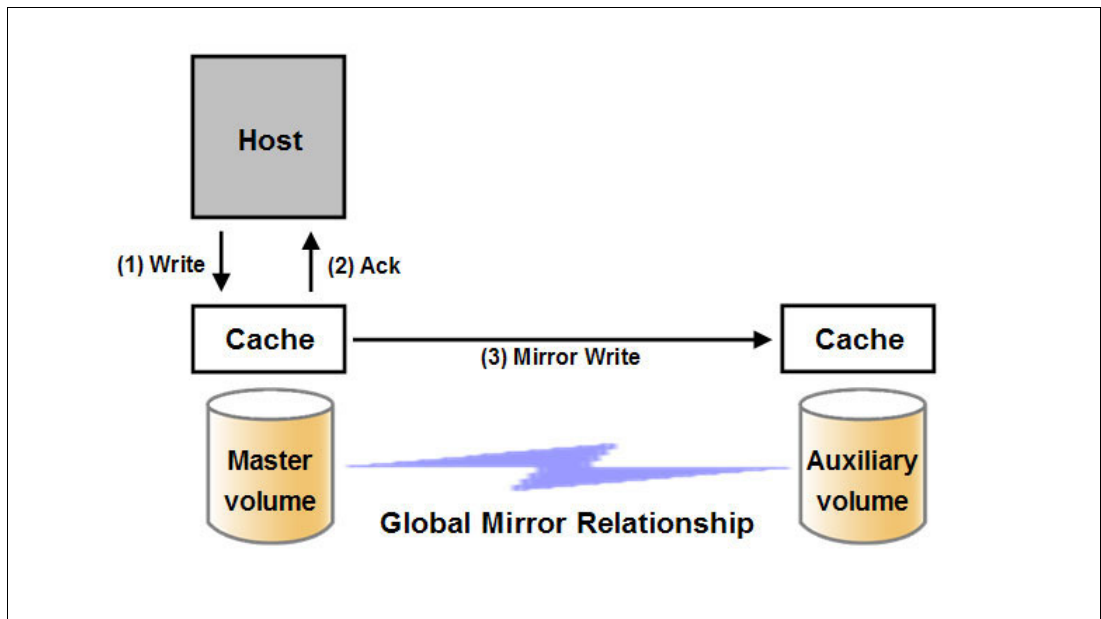 Host
(1) Write
(2) Ack
Cache
Cache
(3) Mirror Write
Master
volume
Auxiliary
volume
Global Mirror Relationship